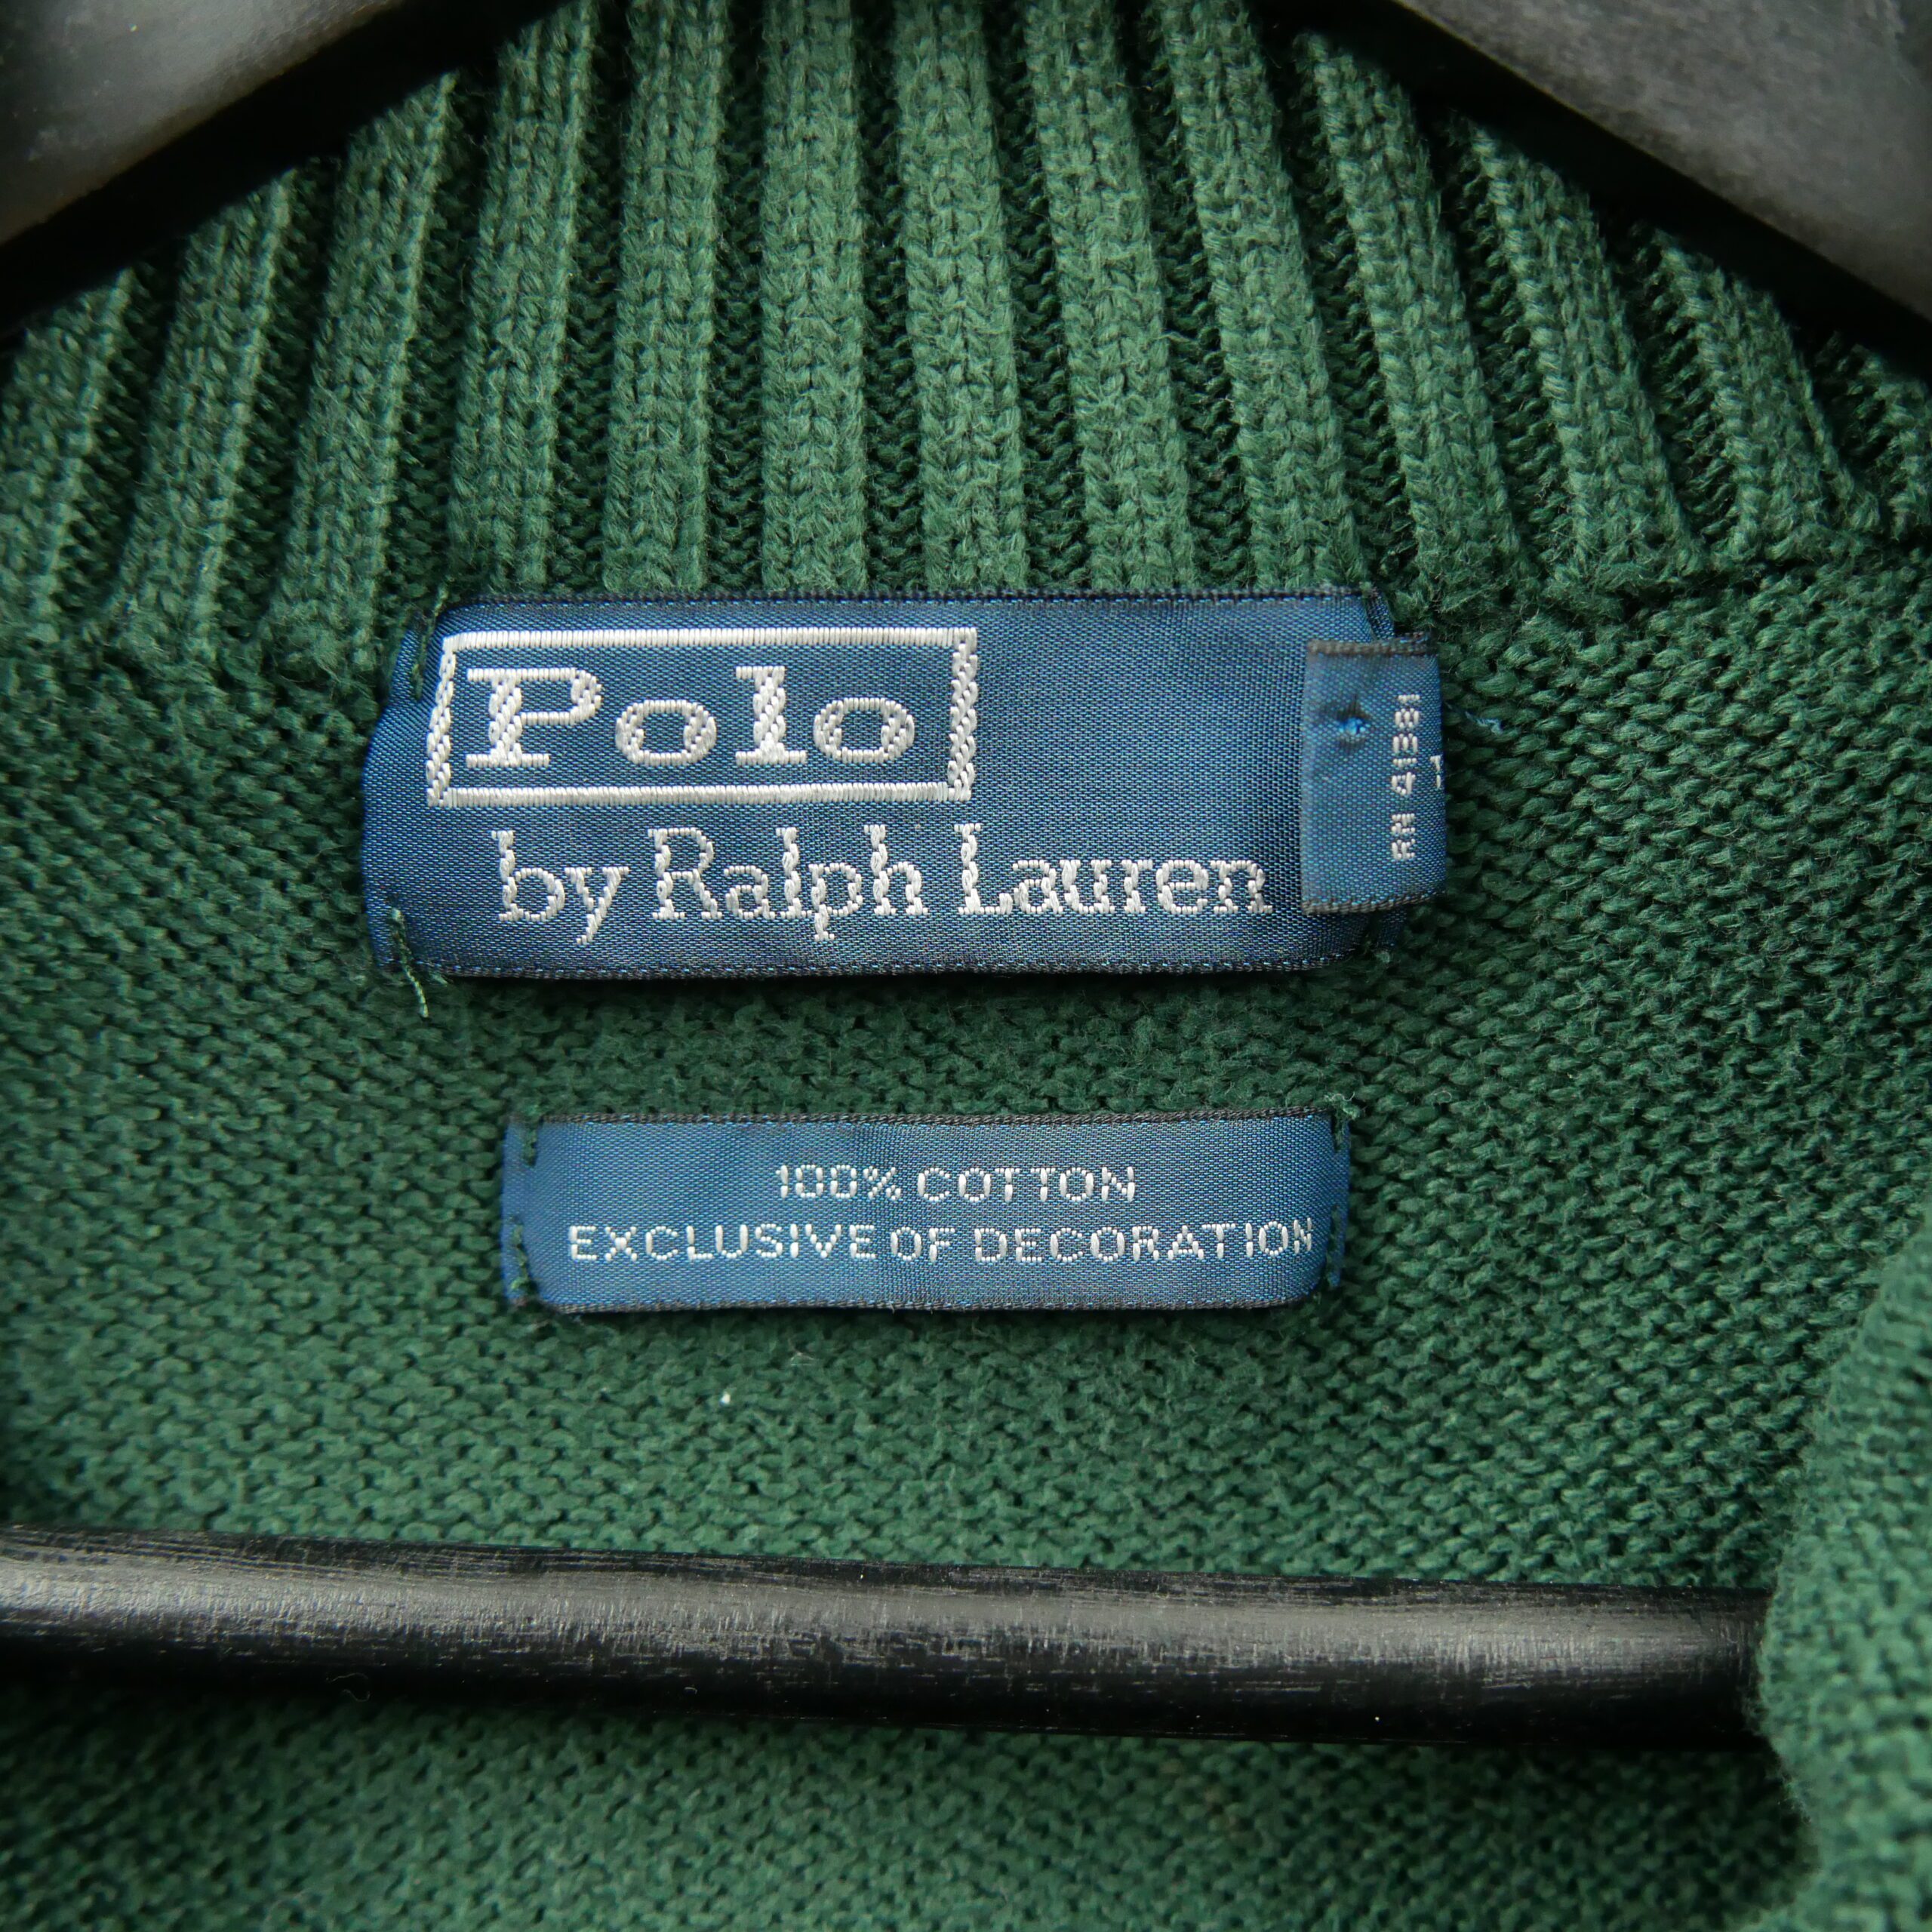 Polo
by Ralph Lauren
RN 41381
100% COTTON
EXCLUSIVE OF DECORATION